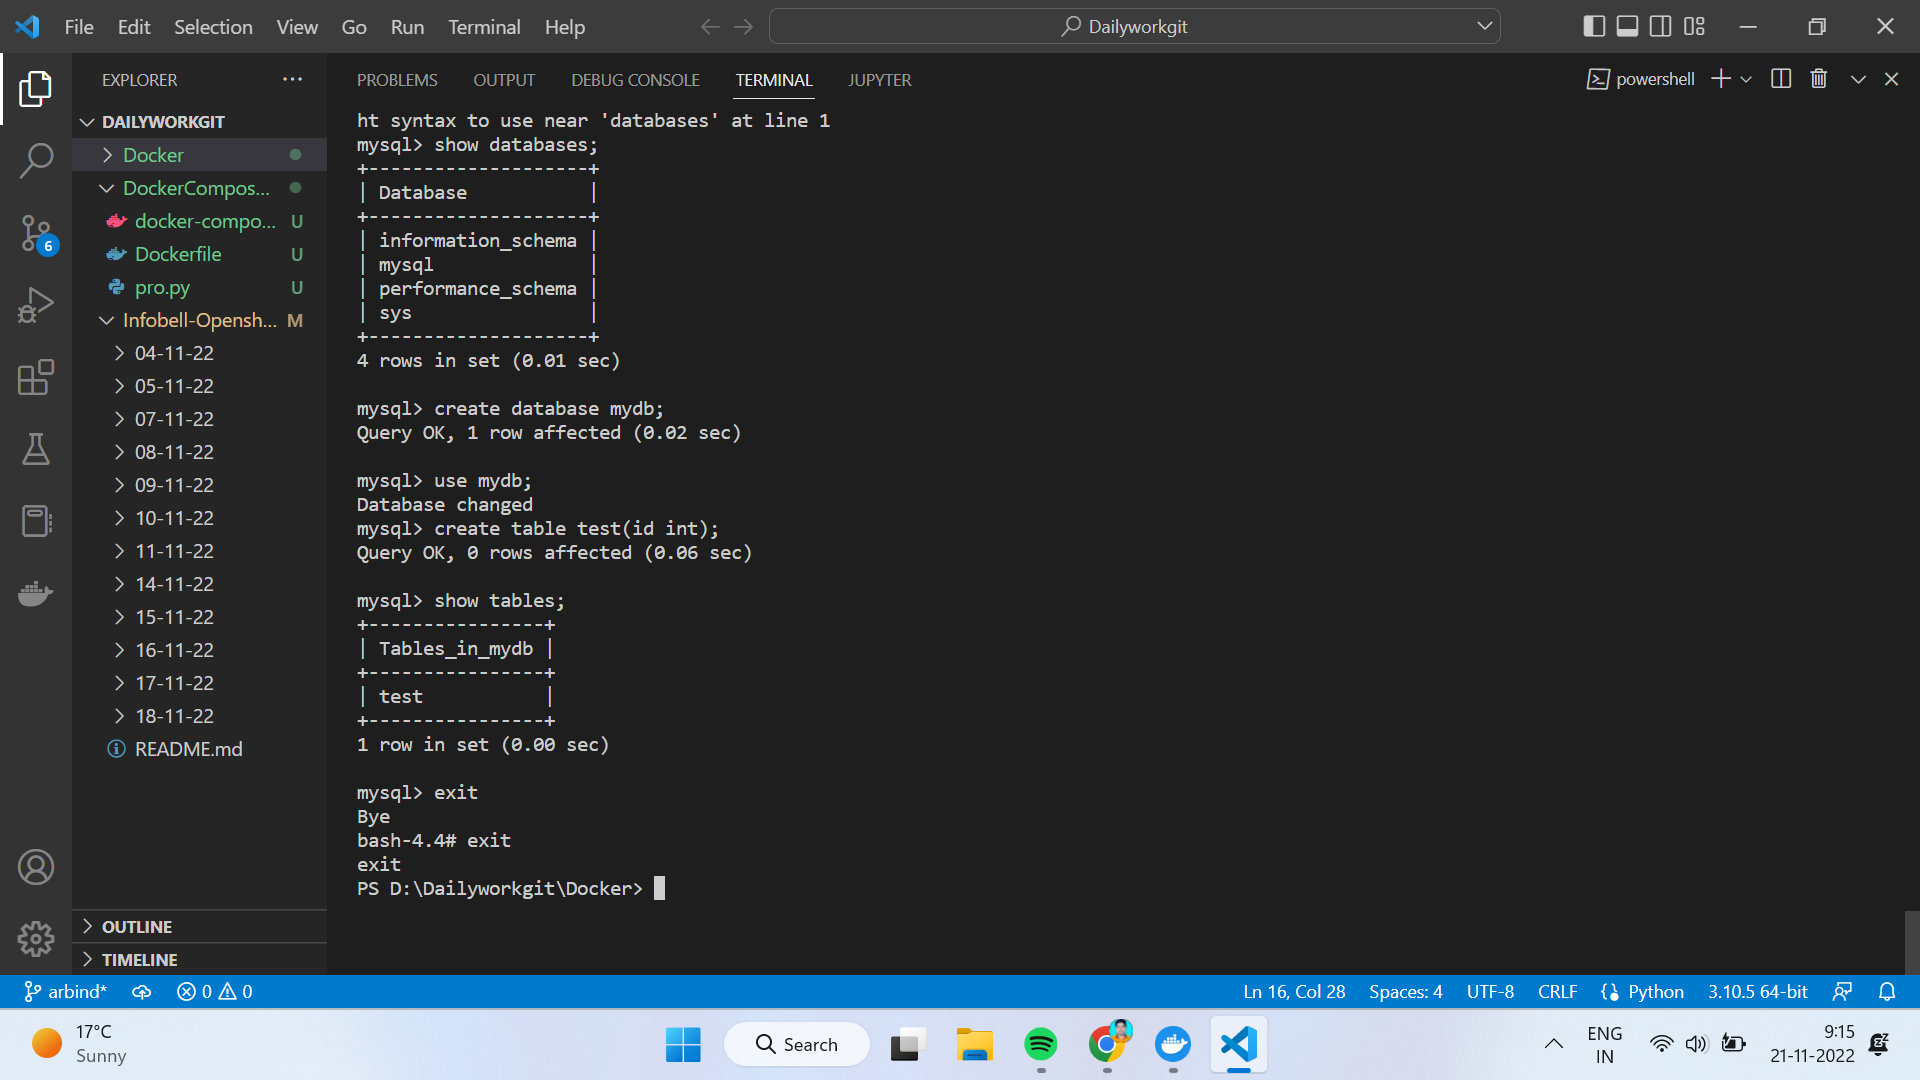 File Edit Selection View Go Run Terminal Help
Dailyworkgit
EXPLORER
DAILYWORKGIT
Docker
DockerCompos...
docker-compo... U
Dockerfile U
pro.py U
Infobell-Opensh... M
04-11-22
05-11-22
07-11-22
08-11-22
09-11-22
10-11-22
11-11-22
14-11-22
15-11-22
16-11-22
17-11-22
18-11-22
README.md
OUTLINE
TIMELINE
6
PROBLEMS OUTPUT DEBUG CONSOLE TERMINAL JUPYTER
powershell
ht syntax to use near 'databases' at line 1
mysql> show databases;
+--------------------+
| Database           |
+--------------------+
| information_schema |
| mysql              |
| performance_schema |
| sys                |
+--------------------+
4 rows in set (0.01 sec)
mysql> create database mydb;
Query OK, 1 row affected (0.02 sec)
mysql> use mydb;
Database changed
mysql> create table test(id int);
Query OK, 0 rows affected (0.06 sec)
mysql> show tables;
+----------------+
| Tables_in_mydb |
+----------------+
| test           |
+----------------+
1 row in set (0.00 sec)
mysql> exit
Bye
bash-4.4# exit
exit
PS D:\Dailyworkgit\Docker>
arbind* 0 0 Ln 16, Col 28 Spaces: 4 UTF-8 CRLF Python 3.10.5 64-bit
17°C
Sunny
Search
ENG
IN
9:15
21-11-2022